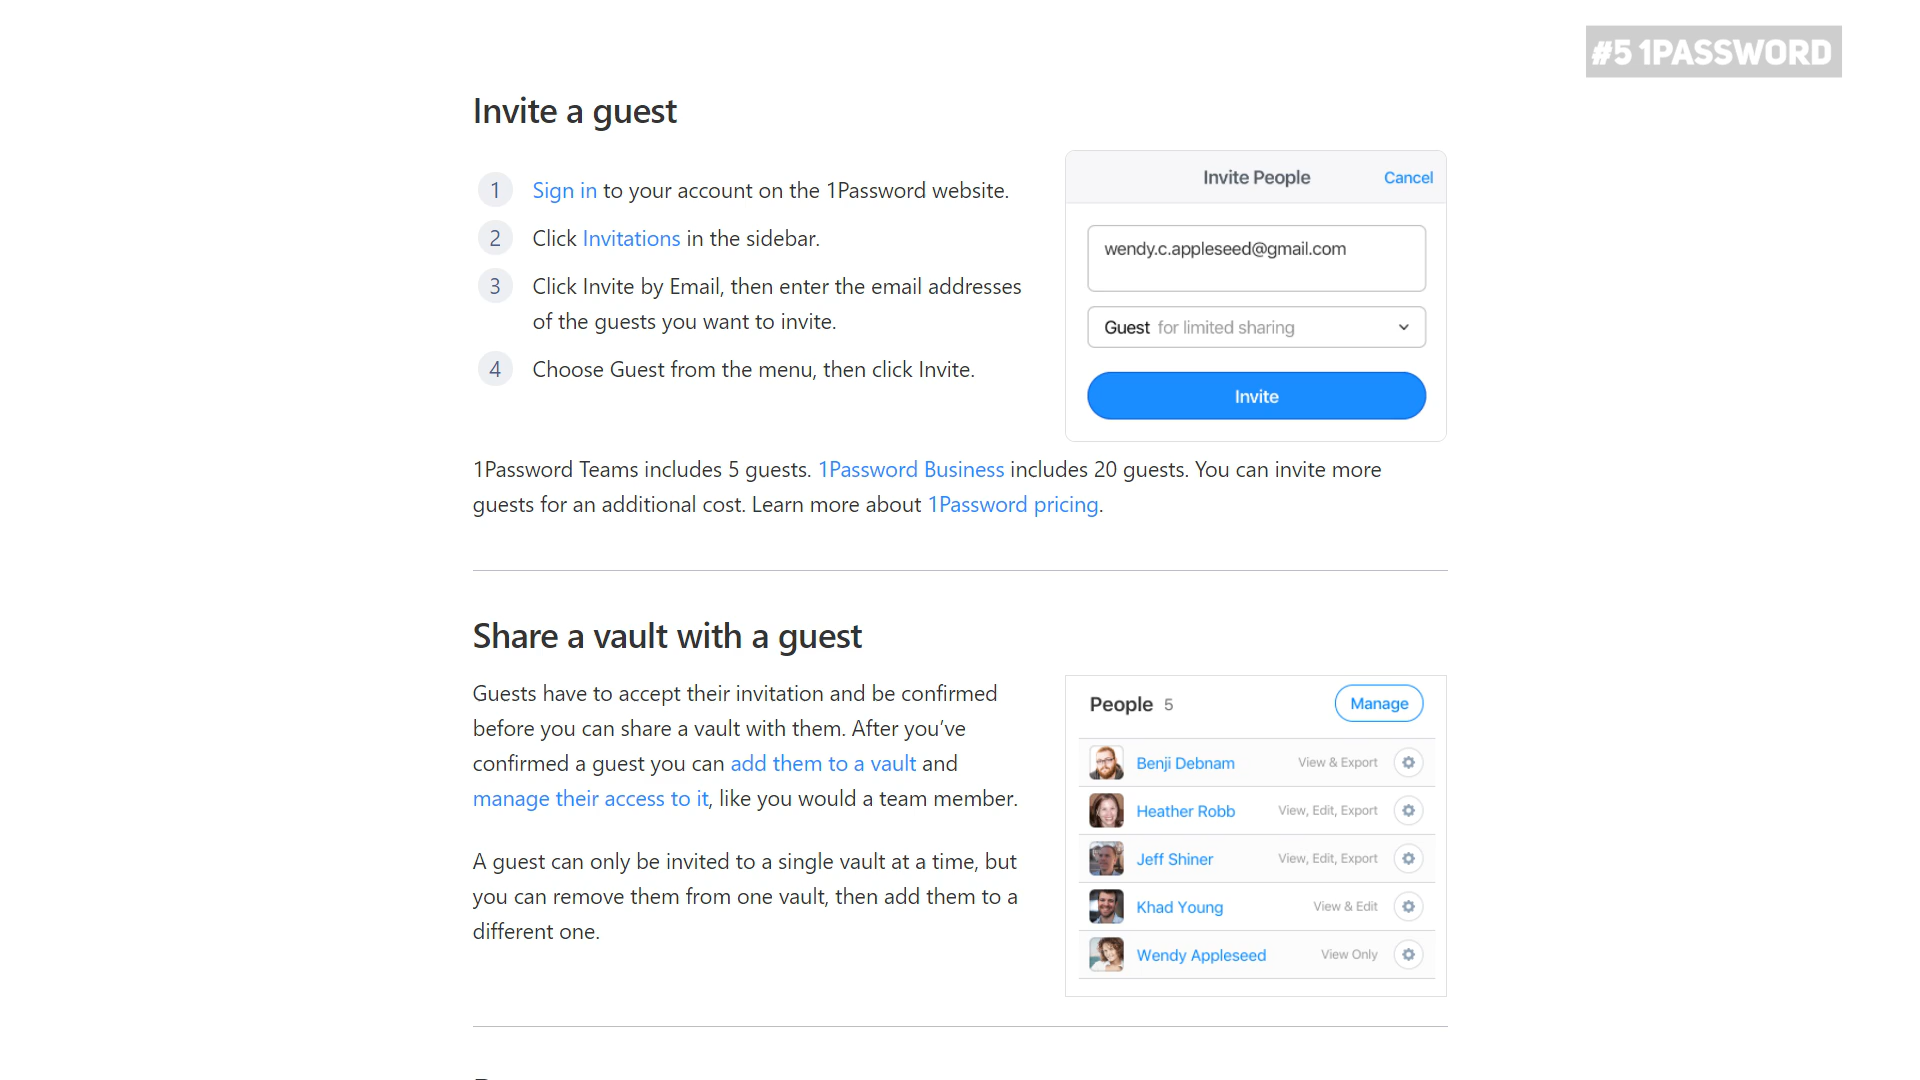 #5 1PASSWORD
Invite a guest
1 Sign in to your account on the 1Password website.
2 Click Invitations in the sidebar.
3 Click Invite by Email, then enter the email addresses
of the guests you want to invite.
4 Choose Guest from the menu, then click Invite.
Invite People Cancel
wendy.c.appleseed@gmail.com
Guest for limited sharing
Invite
1Password Teams includes 5 guests. 1Password Business includes 20 guests. You can invite more
guests for an additional cost. Learn more about 1Password pricing.
Share a vault with a guest
Guests have to accept their invitation and be confirmed
before you can share a vault with them. After you’ve
confirmed a guest you can add them to a vault and
manage their access to it, like you would a team member.
A guest can only be invited to a single vault at a time, but
you can remove them from one vault, then add them to a
different one.
People 5 Manage
Benji Debnam View & Export
Heather Robb View, Edit, Export
Jeff Shiner View, Edit, Export
Khad Young View & Edit
Wendy Appleseed View Only